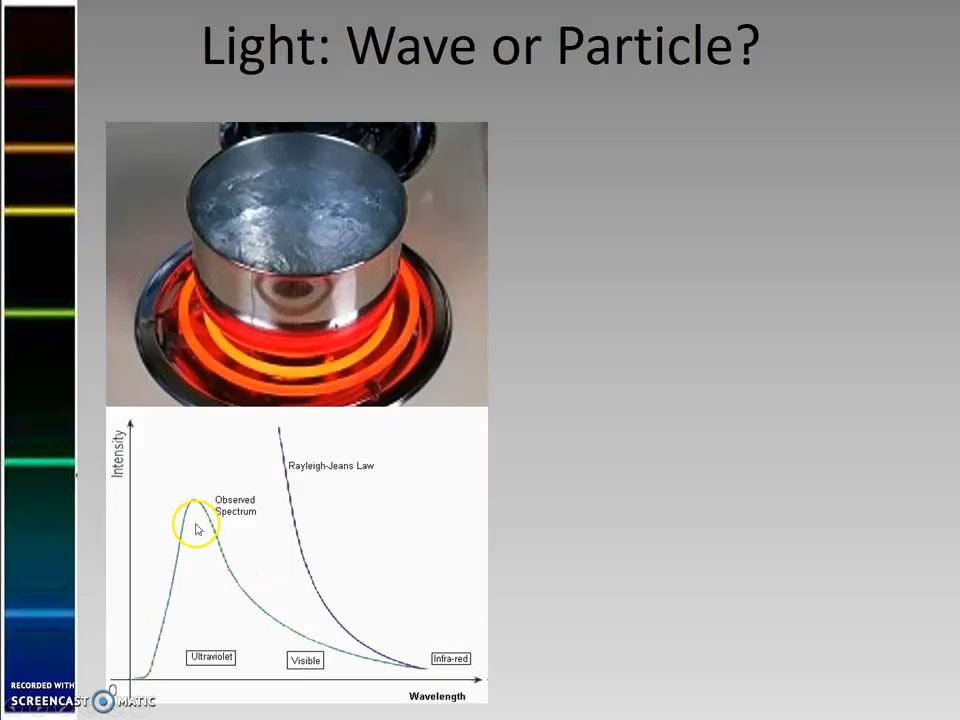 Light: Wave or Particle?
Intensity
Rayleigh-Jeans Law
Observed
Spectrum
Ultraviolet
Visible
Infra-red
0
Wavelength
RECORDED WITH
SCREENCAST MATIC